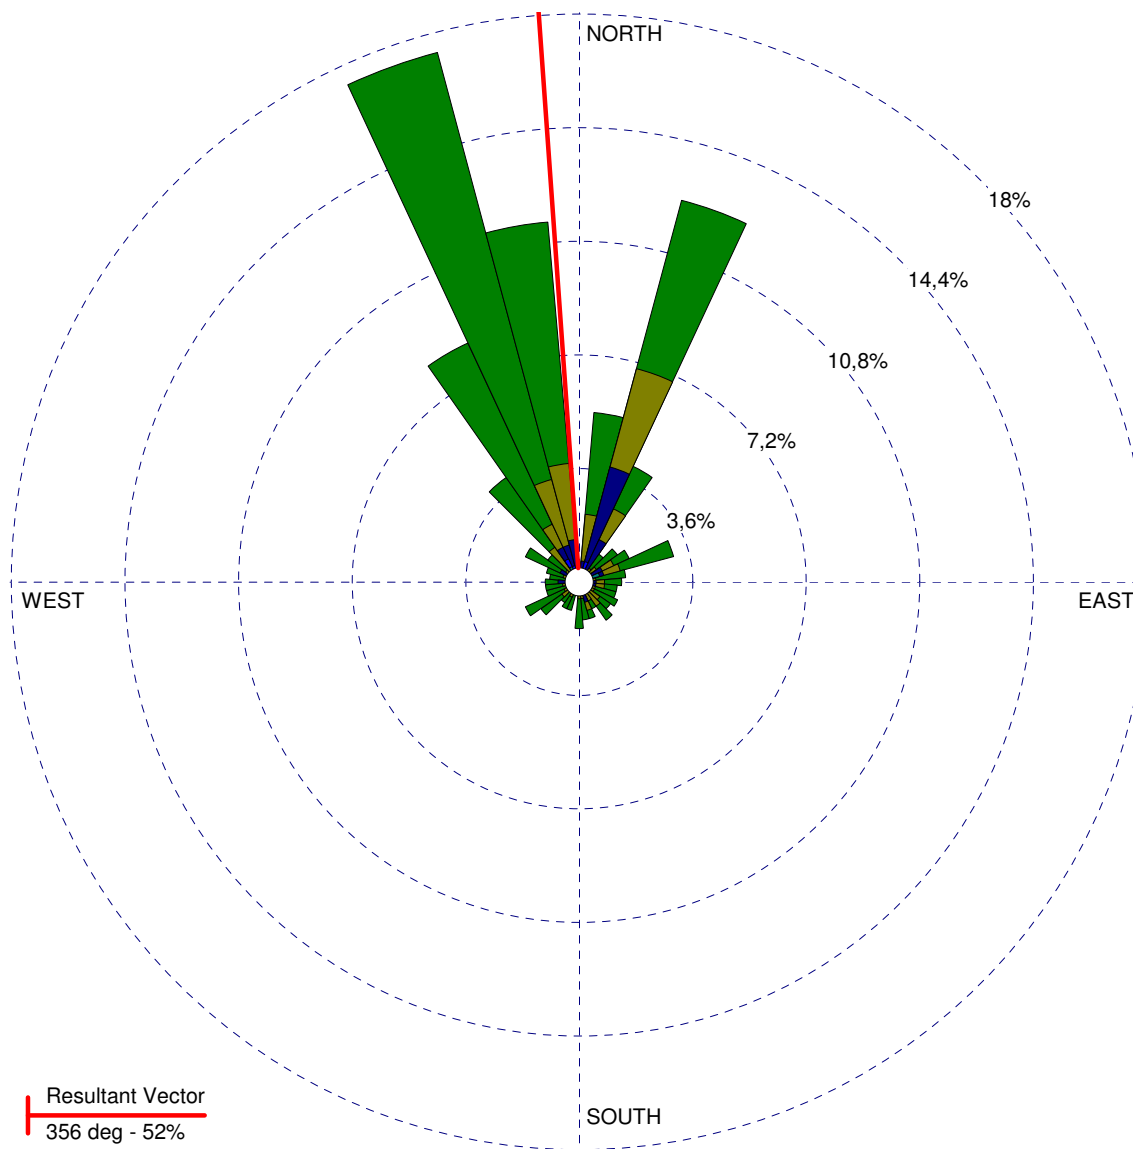 NORTH
18%
14,4%
10,8%
7,2%
3,6%
WEST
EAST
Resultant Vector
356 deg - 52%
SOUTH